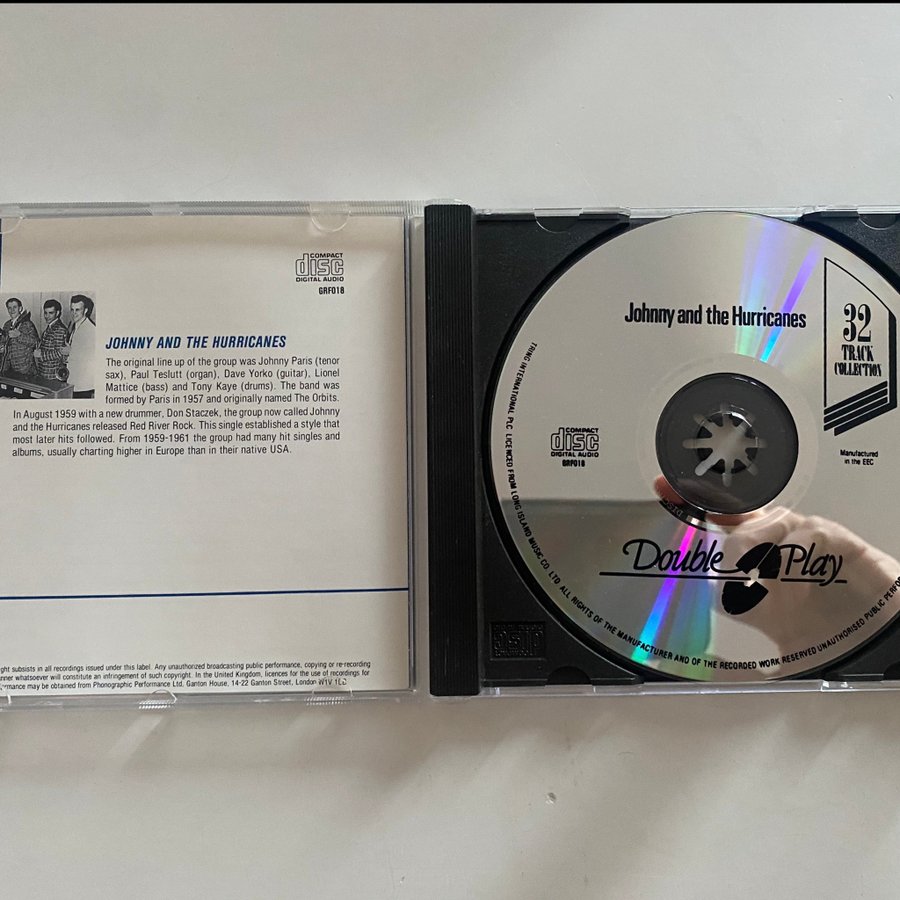 COMPACT
disc
DIGITAL AUDIO
GRF018
JOHNNY AND THE HURRICANES
The original line up of the group was Johnny Paris (tenor
sax), Paul Teslutt (organ), Dave Yorko (guitar), Lionel
Mattice (bass) and Tony Kaye (drums). The band was
formed by Paris in 1957 and originally named The Orbits.
In August 1959 with a new drummer, Don Staczek, the group now called Johnny
and the Hurricanes released Red River Rock. This single established a style that
most later hits followed. From 1959-1961 the group had many hit singles and
albums, usually charting higher in Europe than in their native USA.
subsists in all recordings issued under this label. Any unauthorized broadcasting public performance, copying or re-recording
whatsoever will constitute an infringement of such copyright. In the United Kingdom, licences for the use of recordings for
may be obtained from Phonographic Performance Ltd, Ganton House, 14-22 Ganton Street, London W1V
Johnny and the Hurricanes
32
TRACK
COLLECTION
COMPACT
disc
DIGITAL AUDIO
GRF018
Manufactured
in the EEC
Double Play
TRING INTERNATIONAL PLC LICENCED FROM LONG ISLAND MUSIC CO. LTD ALL RIGHTS OF THE MANUFACTURER AND OF THE RECORDED WORK RESERVED UNAUTHORISED PUBLIC